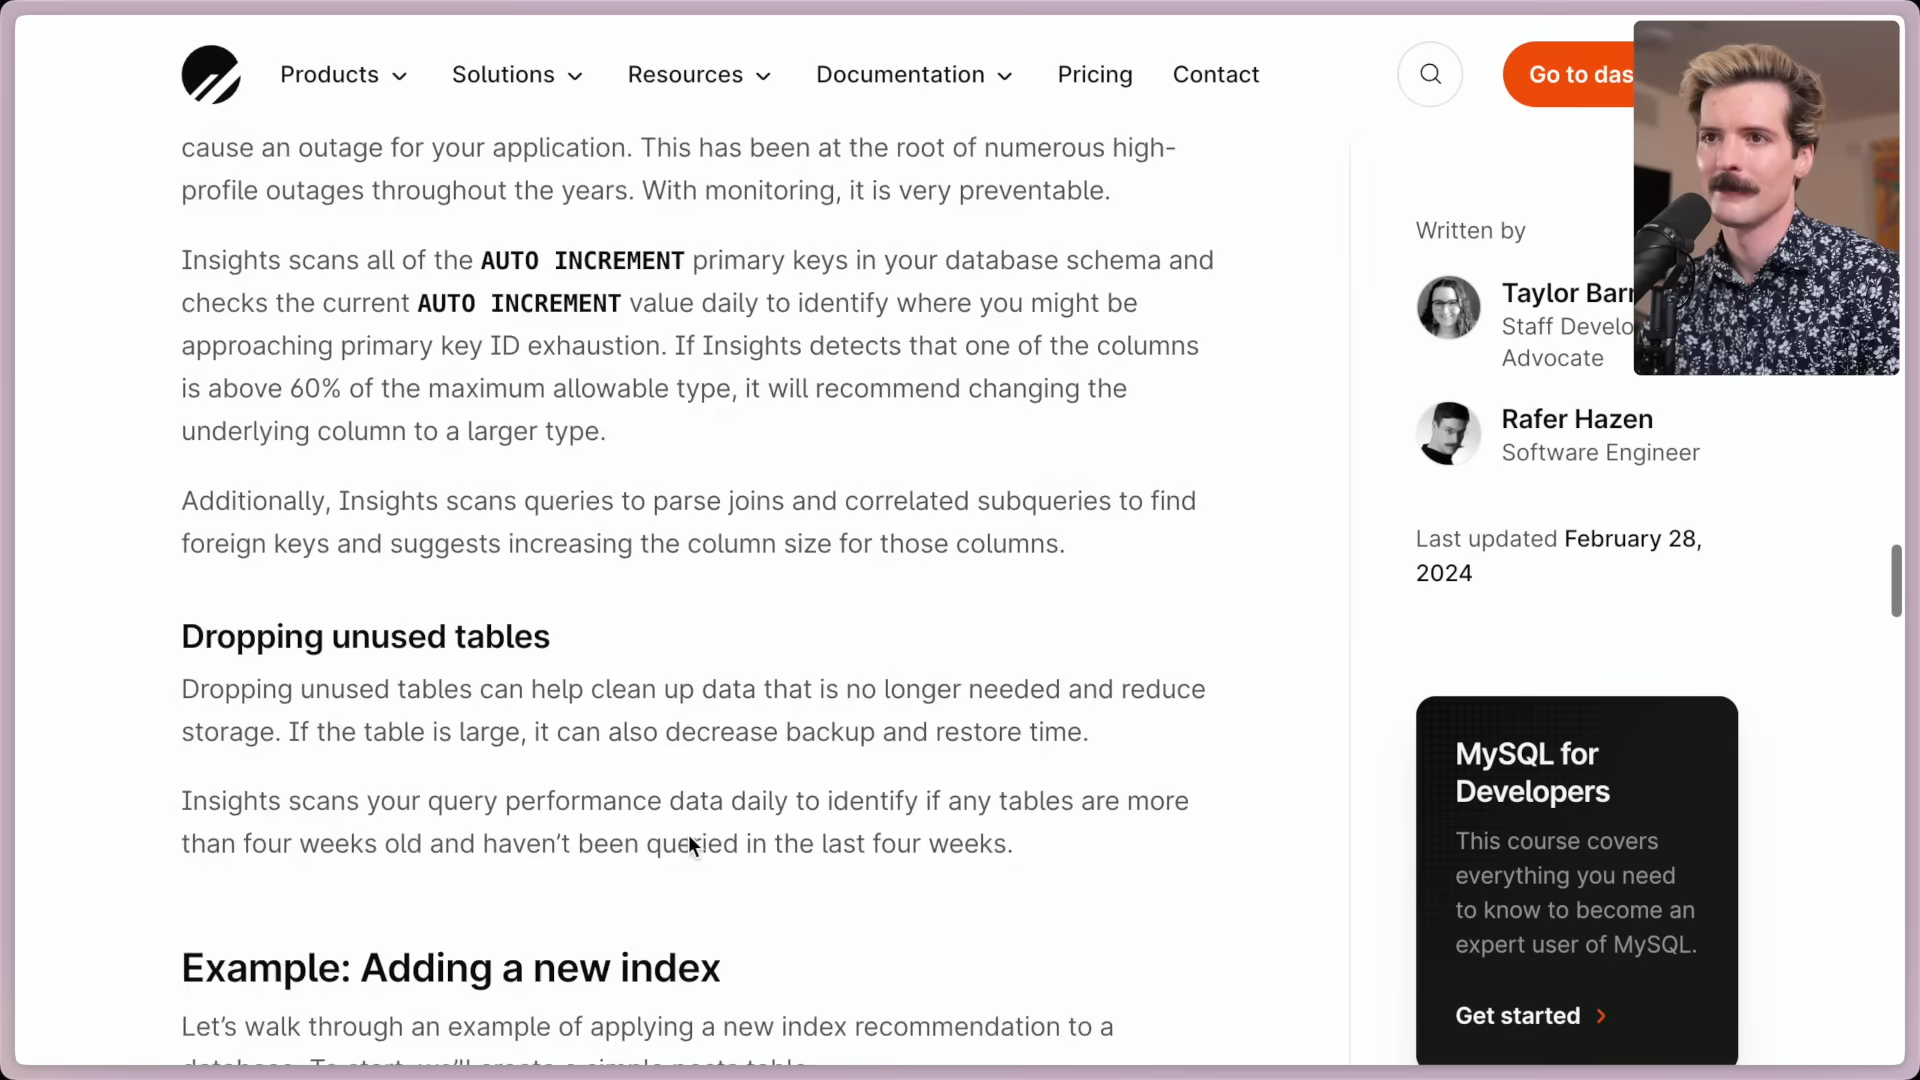 Products
Solutions
Resources
Documentation
Pricing
Contact
Go to das
cause an outage for your application. This has been at the root of numerous high-
profile outages throughout the years. With monitoring, it is very preventable.
Insights scans all of the AUTO INCREMENT primary keys in your database schema and
checks the current AUTO INCREMENT value daily to identify where you might be
approaching primary key ID exhaustion. If Insights detects that one of the columns
is above 60% of the maximum allowable type, it will recommend changing the
underlying column to a larger type.
Additionally, Insights scans queries to parse joins and correlated subqueries to find
foreign keys and suggests increasing the column size for those columns.
Dropping unused tables
Dropping unused tables can help clean up data that is no longer needed and reduce
storage. If the table is large, it can also decrease backup and restore time.
Insights scans your query performance data daily to identify if any tables are more
than four weeks old and haven’t been queried in the last four weeks.
Example: Adding a new index
Let’s walk through an example of applying a new index recommendation to a
database. To start, we’ll create a simple posts table.
Written by
Taylor Barn
Staff Develo
Advocate
Rafer Hazen
Software Engineer
Last updated February 28,
2024
MySQL for
Developers
This course covers
everything you need
to know to become an
expert user of MySQL.
Get started